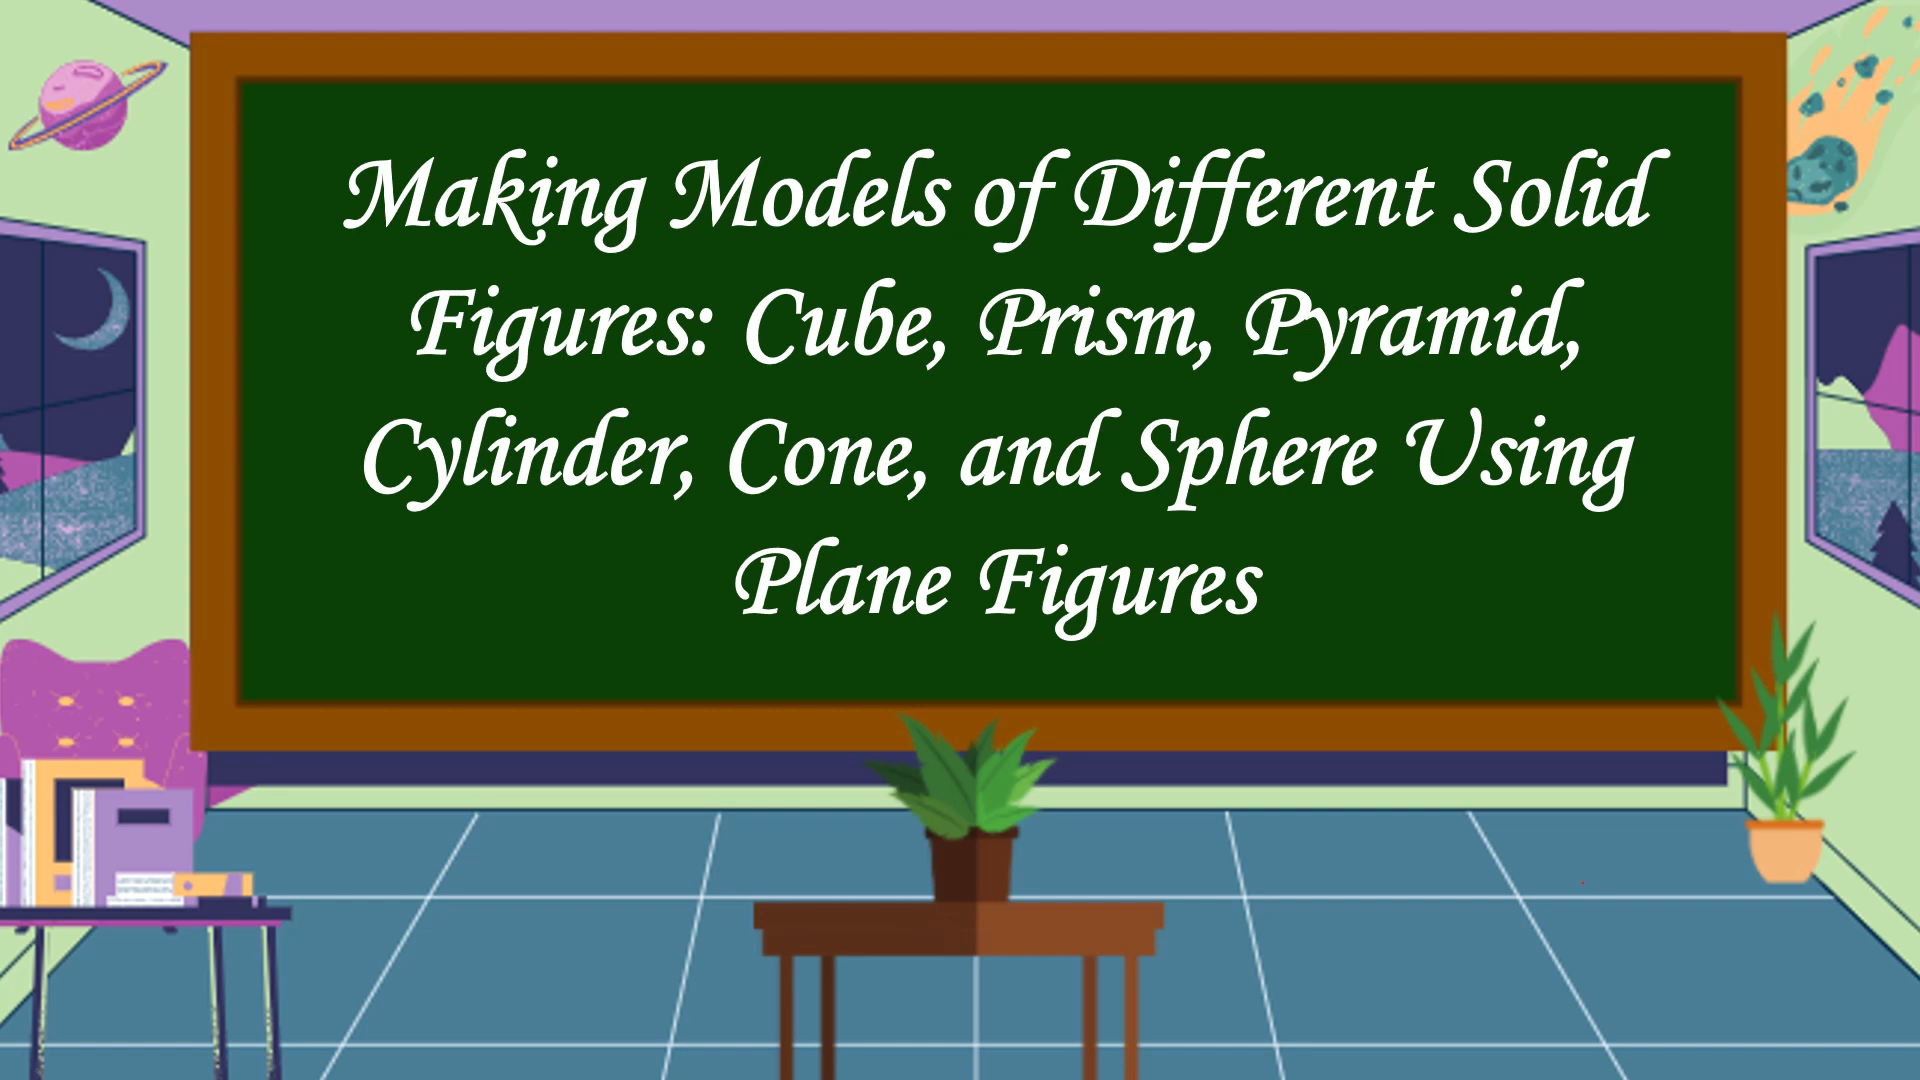 Making Models of Different Solid
Figures: Cube, Prism, Pyramid,
Cylinder, Cone, and Sphere Using
Plane Figures